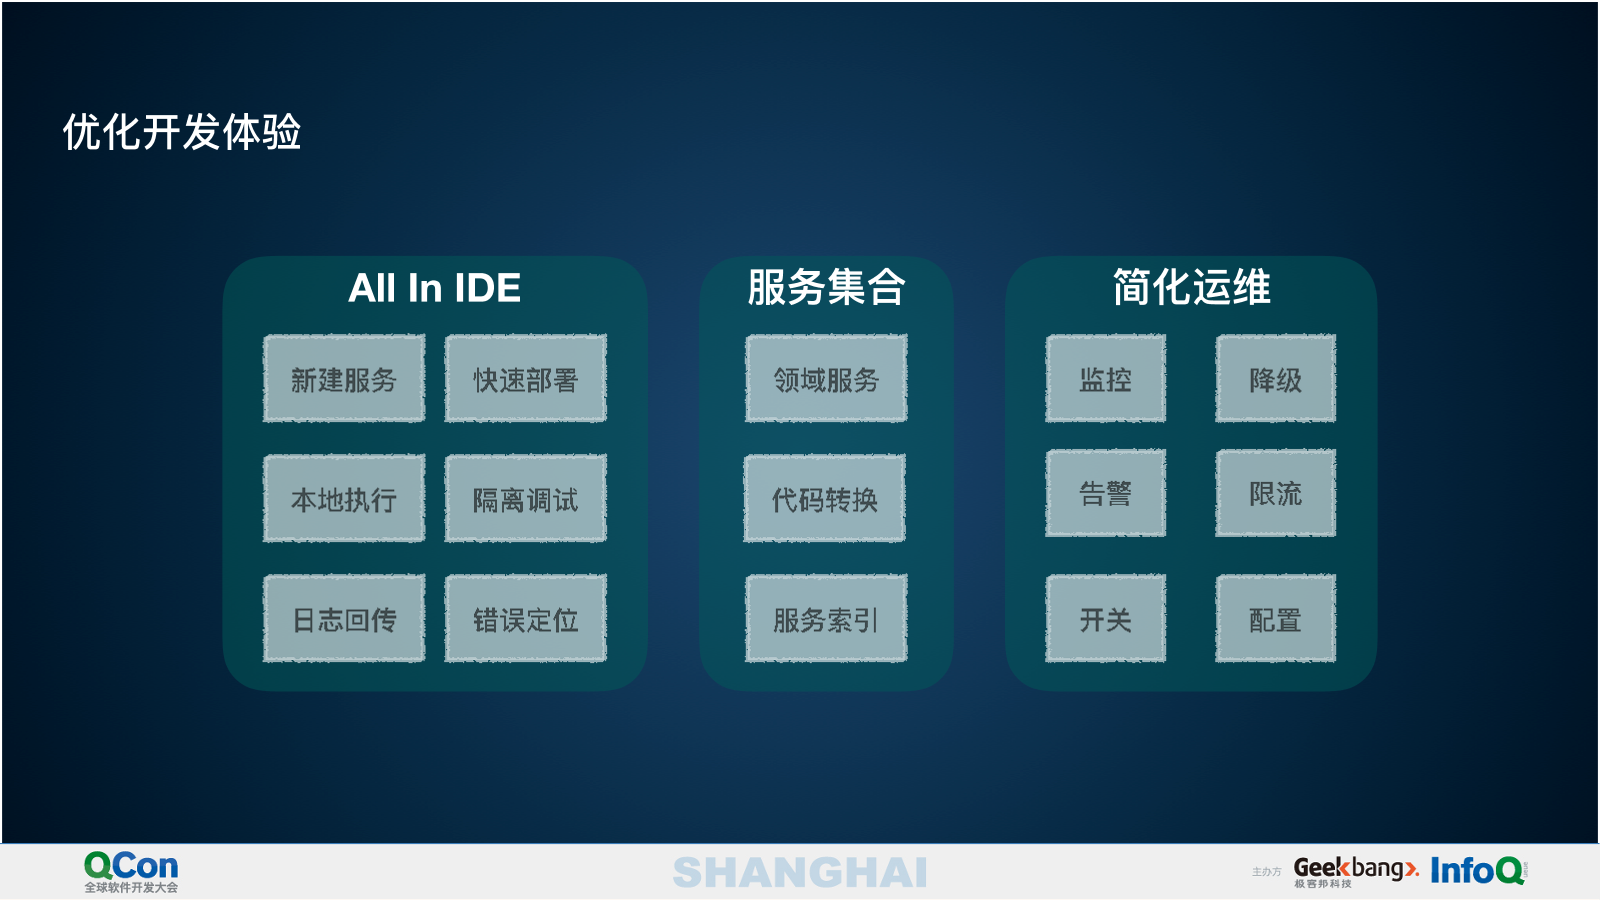 优化开发体验
All In IDE
新建服务
快速部署
本地执行
隔离调试
日志回传
错误定位
服务集合
领域服务
代码转换
服务索引
简化运维
监控
降级
告警
限流
开关
配置
QCon
全球软件开发大会
SHANGHAI
主办方
Geekbang>.
极客邦科技
InfoQ